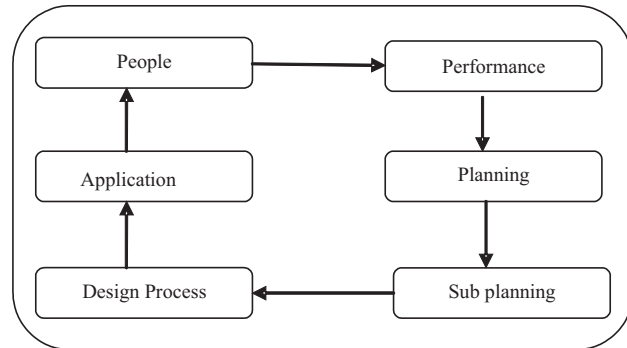 People
Performance
Application
Planning
Design Process
Sub planning